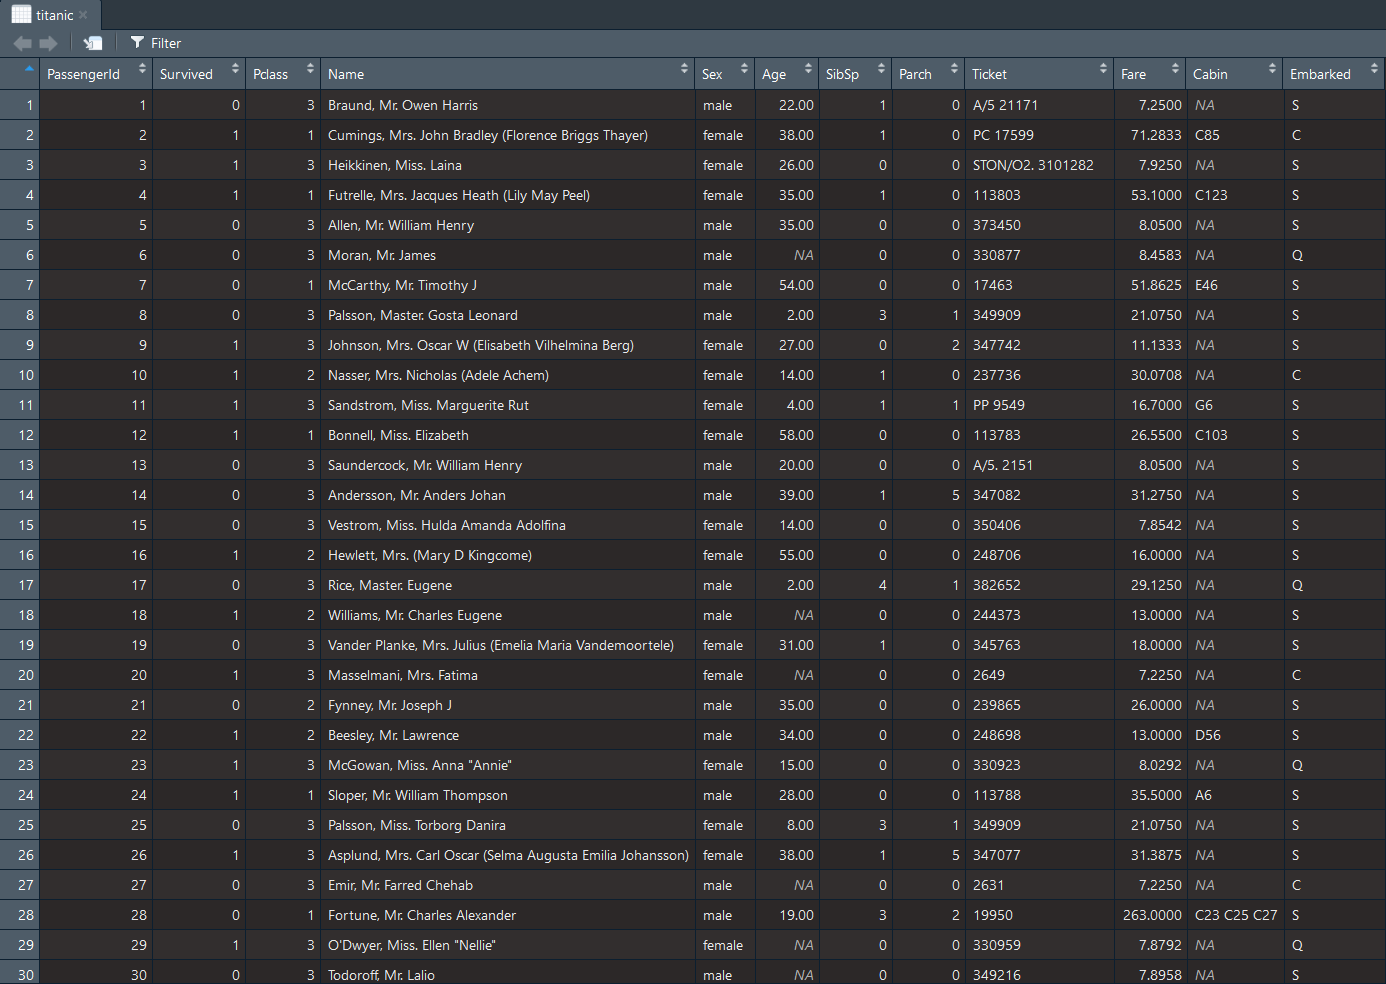 titanic
Filter
PassengerId Survived Pclass Name Sex Age SibSp Parch Ticket Fare Cabin Embarked
1 1 0 3 Braund, Mr. Owen Harris male 22.00 1 0 A/5 21171 7.2500 NA S
2 2 1 1 Cumings, Mrs. John Bradley (Florence Briggs Thayer) female 38.00 1 0 PC 17599 71.2833 C85 C
3 3 1 3 Heikkinen, Miss. Laina female 26.00 0 0 STON/O2. 3101282 7.9250 NA S
4 4 1 1 Futrelle, Mrs. Jacques Heath (Lily May Peel) female 35.00 1 0 113803 53.1000 C123 S
5 5 0 3 Allen, Mr. William Henry male 35.00 0 0 373450 8.0500 NA S
6 6 0 3 Moran, Mr. James male NA 0 0 330877 8.4583 NA Q
7 7 0 1 McCarthy, Mr. Timothy J male 54.00 0 0 17463 51.8625 E46 S
8 8 0 3 Palsson, Master. Gosta Leonard male 2.00 3 1 349909 21.0750 NA S
9 9 1 3 Johnson, Mrs. Oscar W (Elisabeth Vilhelmina Berg) female 27.00 0 2 347742 11.1333 NA S
10 10 1 2 Nasser, Mrs. Nicholas (Adele Achem) female 14.00 1 0 237736 30.0708 NA C
11 11 1 3 Sandstrom, Miss. Marguerite Rut female 4.00 1 1 PP 9549 16.7000 G6 S
12 12 1 1 Bonnell, Miss. Elizabeth female 58.00 0 0 113783 26.5500 C103 S
13 13 0 3 Saundercock, Mr. William Henry male 20.00 0 0 A/5. 2151 8.0500 NA S
14 14 0 3 Andersson, Mr. Anders Johan male 39.00 1 5 347082 31.2750 NA S
15 15 0 3 Vestrom, Miss. Hulda Amanda Adolfina female 14.00 0 0 350406 7.8542 NA S
16 16 1 2 Hewlett, Mrs. (Mary D Kingcome) female 55.00 0 0 248706 16.0000 NA S
17 17 0 3 Rice, Master. Eugene male 2.00 4 1 382652 29.1250 NA Q
18 18 1 2 Williams, Mr. Charles Eugene male NA 0 0 244373 13.0000 NA S
19 19 0 3 Vander Planke, Mrs. Julius (Emelia Maria Vandemoortele) female 31.00 1 0 345763 18.0000 NA S
20 20 1 3 Masselmani, Mrs. Fatima female NA 0 0 2649 7.2250 NA C
21 21 0 2 Fynney, Mr. Joseph J male 35.00 0 0 239865 26.0000 NA S
22 22 1 2 Beesley, Mr. Lawrence male 34.00 0 0 248698 13.0000 D56 S
23 23 1 3 McGowan, Miss. Anna "Annie" female 15.00 0 0 330923 8.0292 NA Q
24 24 1 1 Sloper, Mr. William Thompson male 28.00 0 0 113788 35.5000 A6 S
25 25 0 3 Palsson, Miss. Torborg Danira female 8.00 3 1 349909 21.0750 NA S
26 26 1 3 Asplund, Mrs. Carl Oscar (Selma Augusta Emilia Johansson) female 38.00 1 5 347077 31.3875 NA S
27 27 0 3 Emir, Mr. Farred Chehab male NA 0 0 2631 7.2250 NA C
28 28 0 1 Fortune, Mr. Charles Alexander male 19.00 3 2 19950 263.0000 C23 C25 C27 S
29 29 1 3 O'Dwyer, Miss. Ellen "Nellie" female NA 0 0 330959 7.8792 NA Q
30 30 0 3 Todoroff, Mr. Lalio male NA 0 0 349216 7.8958 NA S